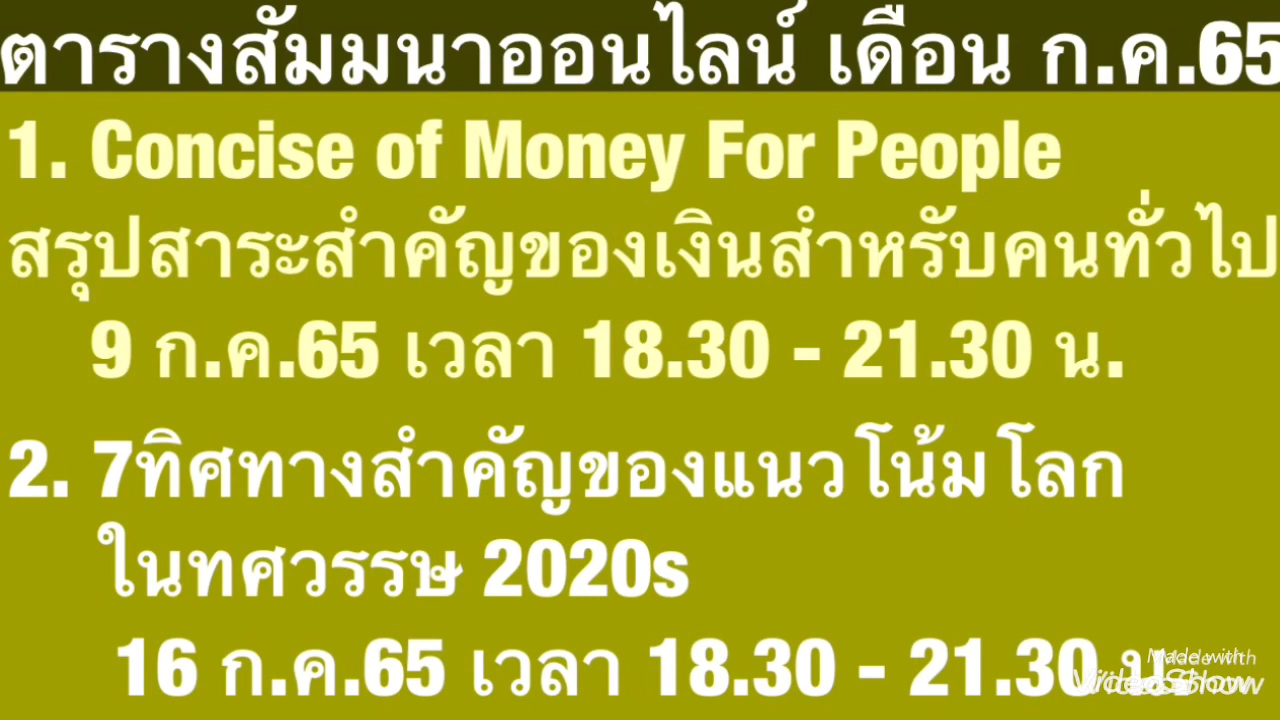 ตารางสัมมนาออนไลน์ เดือน ก.ค.65
1. Concise of Money For People
สรุปสาระสำคัญของเงินสำหรับคนทั่วไป
9 ก.ค.65 เวลา 18.30 - 21.30 น.
2. 7ทิศทางสำคัญของแนวโน้มโลก
ในทศวรรษ 2020s
16 ก.ค.65 เวลา 18.30 - 21.30 น.
Made with
VideoShow